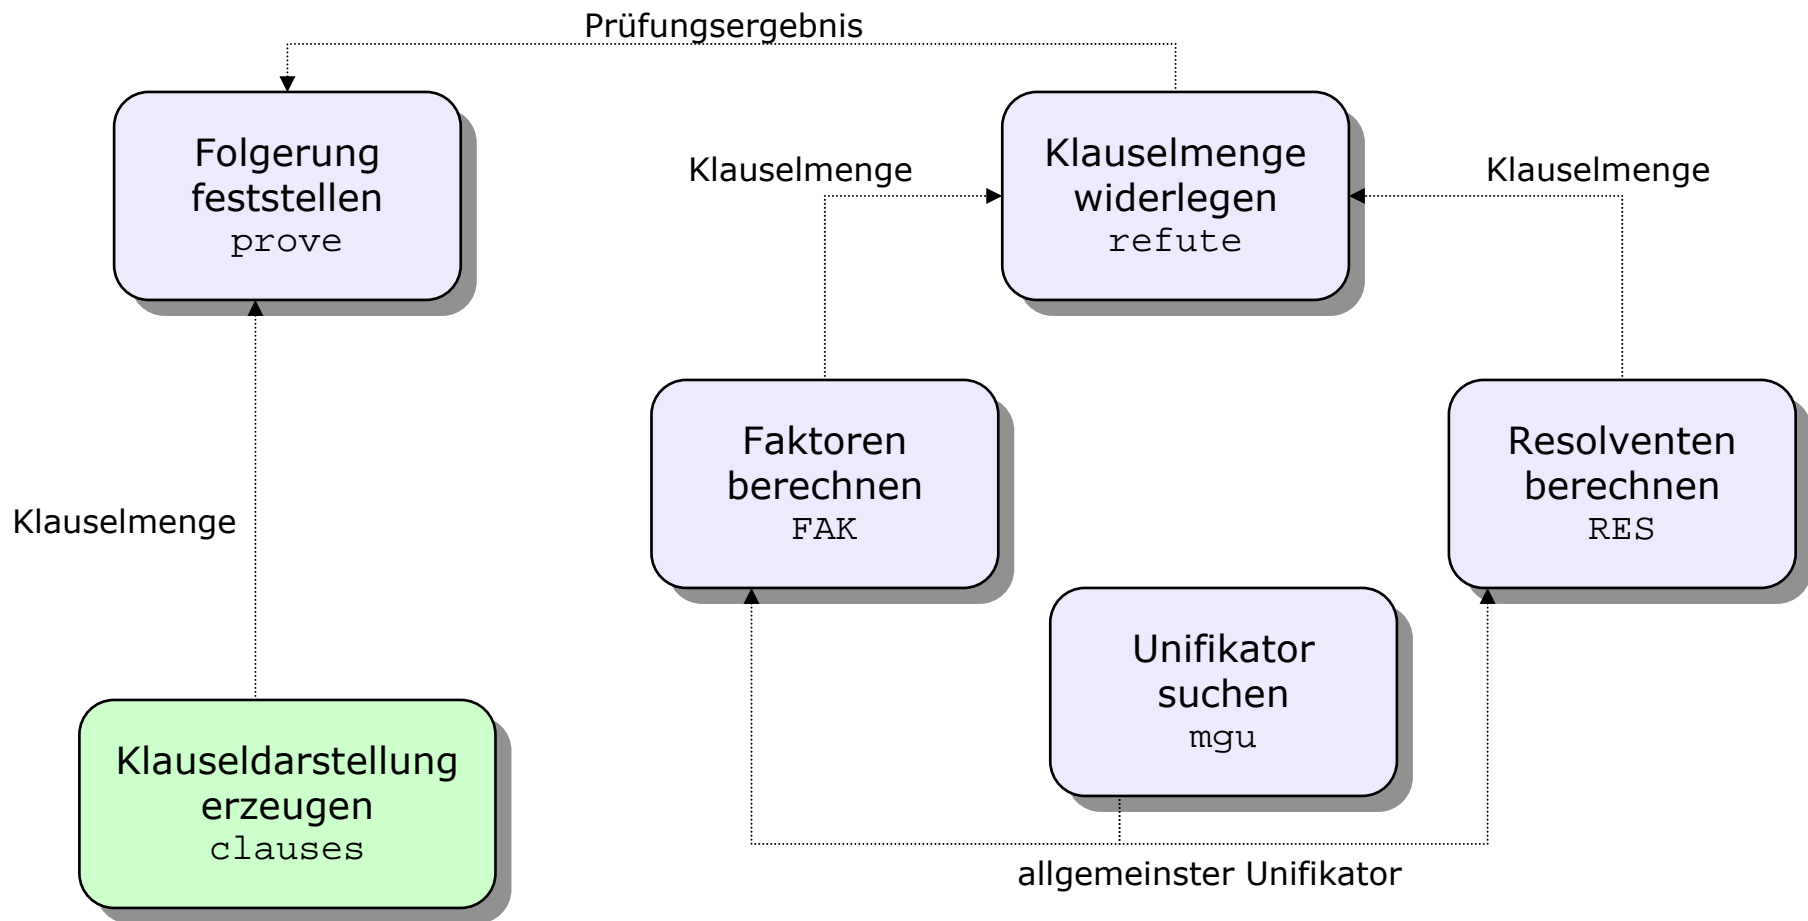 Prüfungsergebnis
Folgerung
feststellen
prove
Klauselmenge
Klauselmenge
widerlegen
refute
Klauselmenge
Faktoren
berechnen
FAK
Resolventen
berechnen
RES
Klauselmenge
Unifikator
suchen
mgu
Klauseldarstellung
erzeugen
clauses
allgemeinster Unifikator